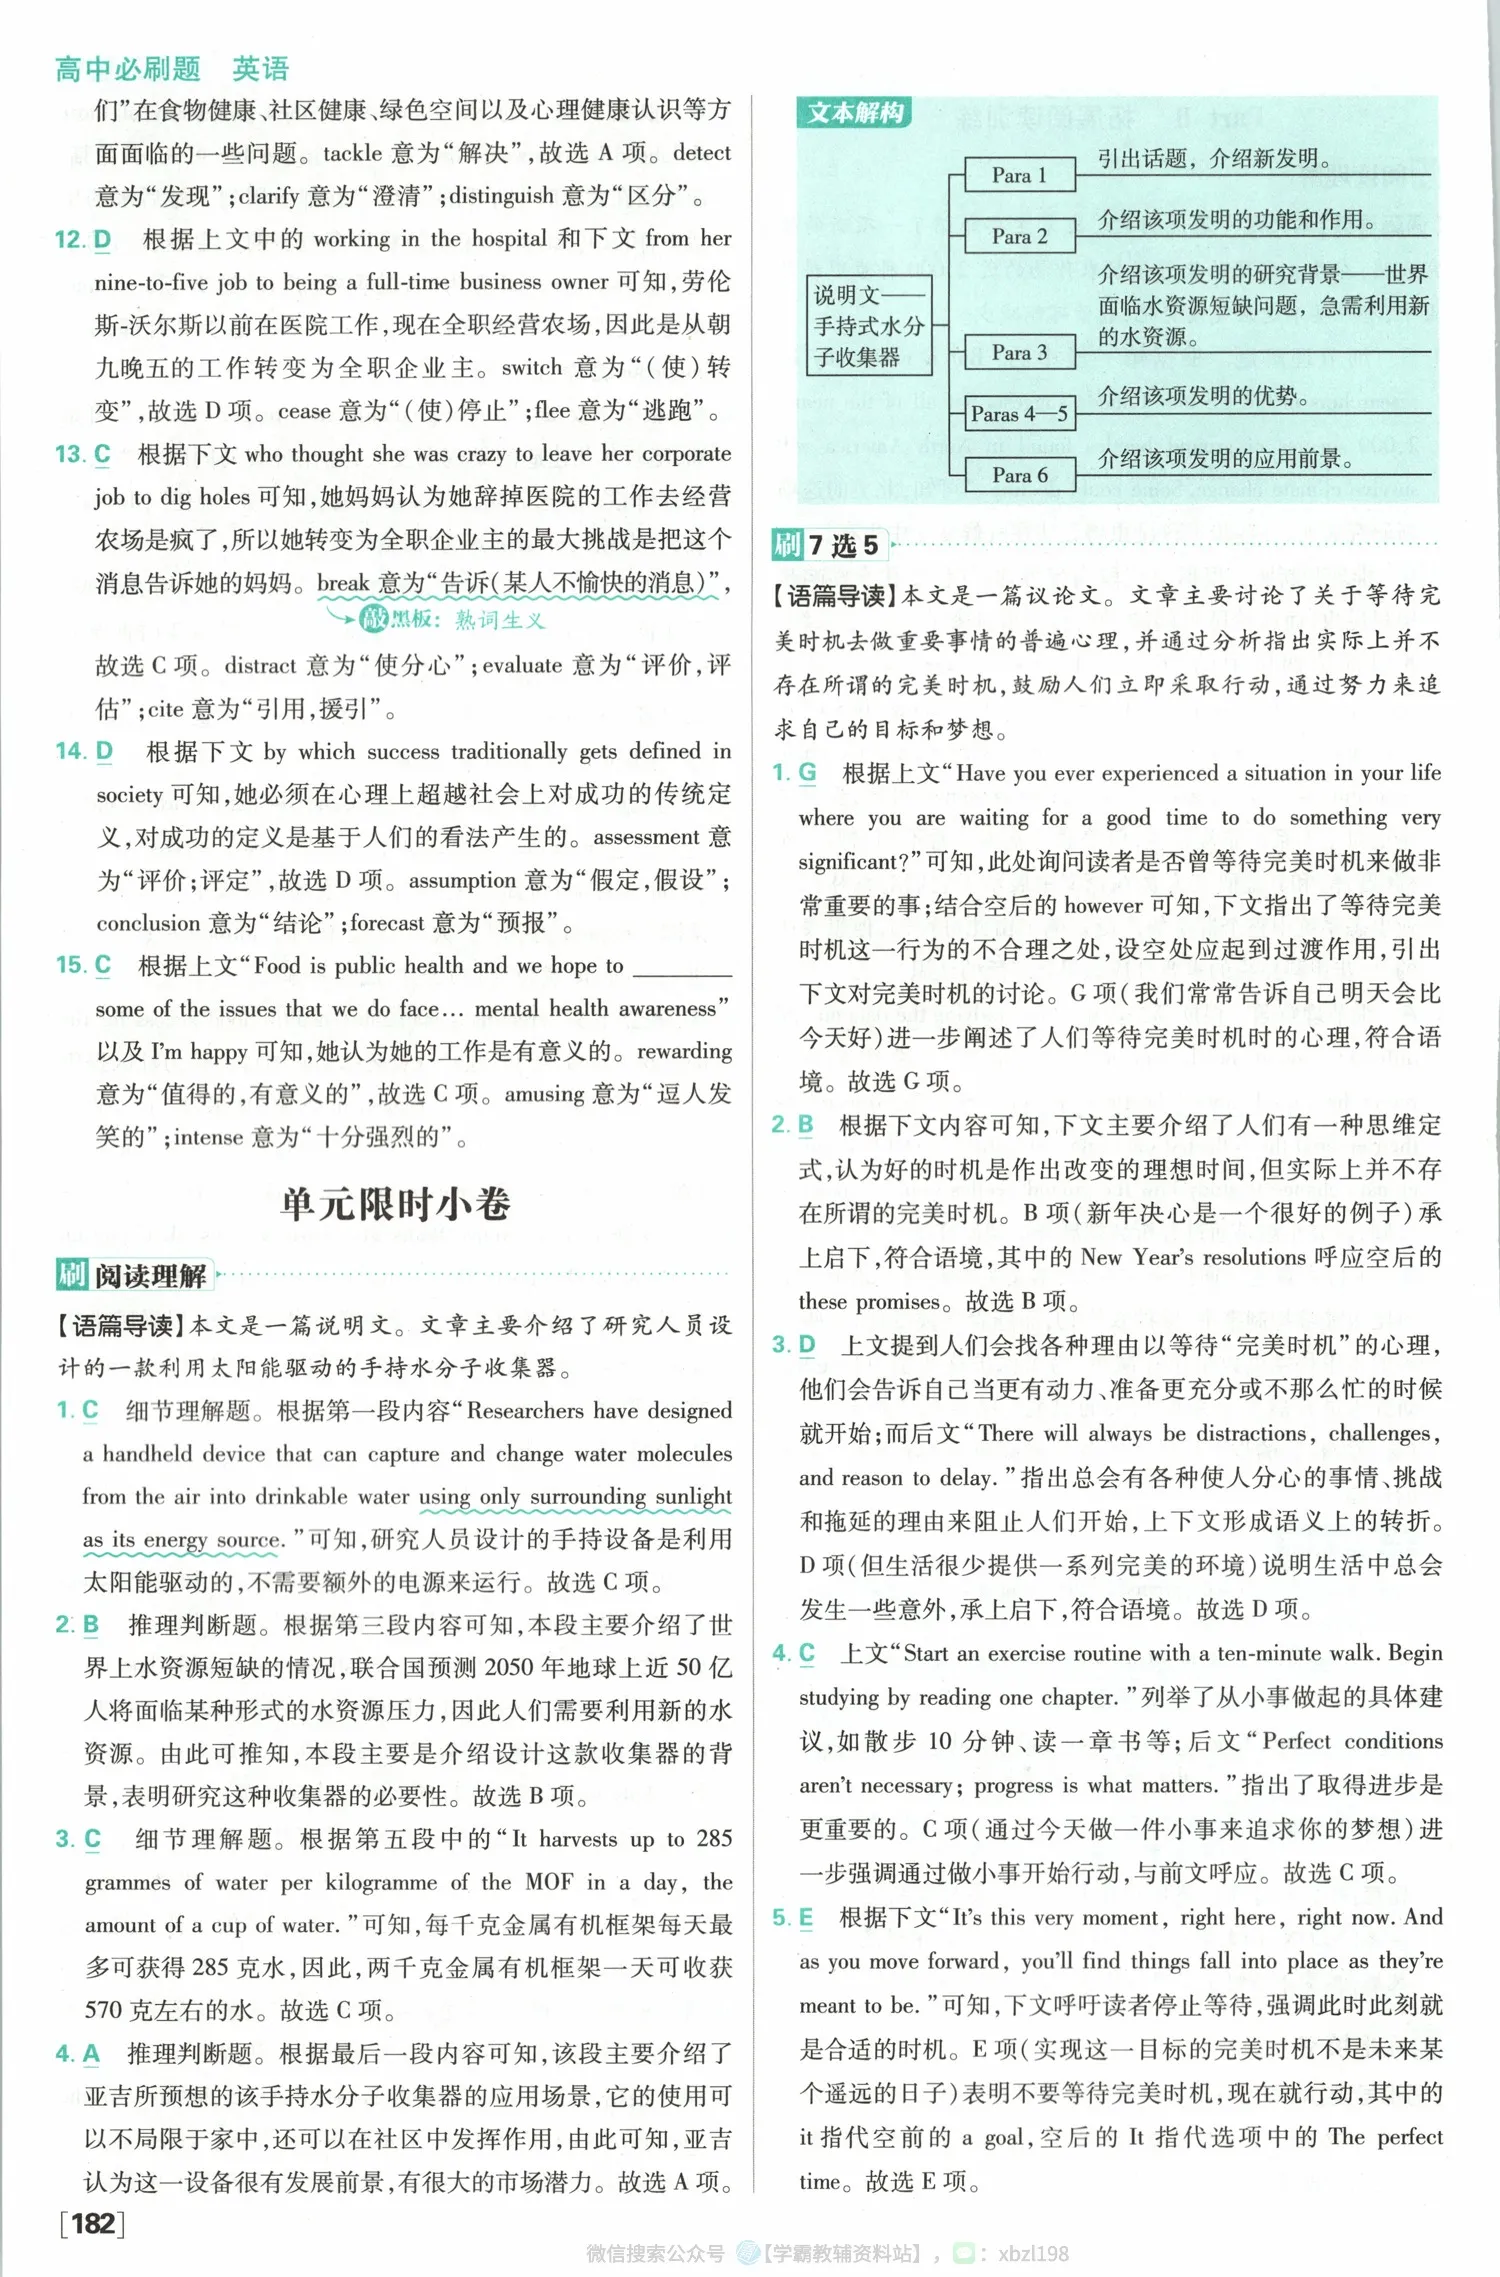 高中必刷题 英语
们”在食物健康、社区健康、绿色空间以及心理健康认识等方
面面临的一些问题。tackle 意为“解决”,故选 A 项。detect
意为“发现”;clarify 意为“澄清”;distinguish 意为“区分”。
12. D 根据上文中的 working in the hospital 和下文 from her
nine-to-five job to being a full-time business owner 可知,劳伦
斯-沃尔斯以前在医院工作,现在全职经营农场,因此是从朝
九晚五的工作转变为全职企业主。switch 意为“(使)转
变”,故选 D 项。cease 意为“(使)停止”;flee 意为“逃跑”。
13. C 根据下文 who thought she was crazy to leave her corporate
job to dig holes 可知,她妈妈认为她辞掉医院的工作去经营
农场是疯了,所以她转变为全职企业主的最大挑战是把这个
消息告诉她的妈妈。break 意为“告诉(某人不愉快的消息)”,
敲黑板：熟词生义
故选 C 项。distract 意为“使分心”;evaluate 意为“评价,评
估”;cite 意为“引用,援引”。
14. D 根据下文 by which success traditionally gets defined in
society 可知,她必须在心理上超越社会上对成功的传统定
义,对成功的定义是基于人们的看法产生的。assessment 意
为“评价;评定”,故选 D 项。assumption 意为“假定,假设”;
conclusion 意为“结论”;forecast 意为“预报”。
15. C 根据上文“Food is public health and we hope to ________
some of the issues that we do face… mental health awareness”
以及 I'm happy 可知,她认为她的工作是有意义的。rewarding
意为“值得的,有意义的”,故选 C 项。amusing 意为“逗人发
笑的”;intense 意为“十分强烈的”。
单元限时小卷
刷 阅读理解
【语篇导读】本文是一篇说明文。文章主要介绍了研究人员设
计的一款利用太阳能驱动的手持水分子收集器。
1. C 细节理解题。根据第一段内容“Researchers have designed
a handheld device that can capture and change water molecules
from the air into drinkable water using only surrounding sunlight
as its energy source.”可知,研究人员设计的手持设备是利用
太阳能驱动的,不需要额外的电源来运行。故选 C 项。
2. B 推理判断题。根据第三段内容可知,本段主要介绍了世
界上水资源短缺的情况,联合国预测 2050 年地球上近 50 亿
人将面临某种形式的水资源压力,因此人们需要利用新的水
资源。由此可推知,本段主要是介绍设计这款收集器的背
景,表明研究这种收集器的必要性。故选 B 项。
3. C 细节理解题。根据第五段中的“It harvests up to 285
grammes of water per kilogramme of the MOF in a day, the
amount of a cup of water.”可知,每千克金属有机框架每天最
多可获得 285 克水,因此,两千克金属有机框架一天可收获
570 克左右的水。故选 C 项。
4. A 推理判断题。根据最后一段内容可知,该段主要介绍了
亚吉所预想的该手持水分子收集器的应用场景,它的使用可
以不局限于家中,还可以在社区中发挥作用,由此可知,亚吉
认为这一设备很有发展前景,有很大的市场潜力。故选 A 项。
[182]
文本解构
说明文——
手持式水分
子收集器
Para 1
引出话题，介绍新发明。
Para 2
介绍该项发明的功能和作用。
Para 3
介绍该项发明的研究背景——世界
面临水资源短缺问题，急需利用新
的水资源。
Paras 4—5
介绍该项发明的优势。
Para 6
介绍该项发明的应用前景。
刷 7 选 5
【语篇导读】本文是一篇议论文。文章主要讨论了关于等待完
美时机去做重要事情的普遍心理,并通过分析指出实际上并不
存在所谓的完美时机,鼓励人们立即采取行动,通过努力来追
求自己的目标和梦想。
1. G 根据上文“Have you ever experienced a situation in your life
where you are waiting for a good time to do something very
significant?”可知,此处询问读者是否曾等待完美时机来做非
常重要的事;结合空后的 however 可知,下文指出了等待完美
时机这一行为的不合理之处,设空处应起到过渡作用,引出
下文对完美时机的讨论。G 项(我们常常告诉自己明天会比
今天好)进一步阐述了人们等待完美时机时的心理,符合语
境。故选 G 项。
2. B 根据下文内容可知,下文主要介绍了人们有一种思维定
式,认为好的时机是作出改变的理想时间,但实际上并不存
在所谓的完美时机。B 项(新年决心是一个很好的例子)承
上启下,符合语境,其中的 New Year's resolutions 呼应空后的
these promises。故选 B 项。
3. D 上文提到人们会找各种理由以等待“完美时机”的心理,
他们会告诉自己当更有动力、准备更充分或不那么忙的时候
就开始;而后文“There will always be distractions, challenges,
and reason to delay.”指出总会有各种使人分心的事情、挑战
和拖延的理由来阻止人们开始,上下文形成语义上的转折。
D 项(但生活很少提供一系列完美的环境)说明生活中总会
发生一些意外,承上启下,符合语境。故选 D 项。
4. C 上文“Start an exercise routine with a ten-minute walk. Begin
studying by reading one chapter.”列举了从小事做起的具体建
议,如散步 10 分钟、读一章书等;后文“Perfect conditions
aren't necessary; progress is what matters.”指出了取得进步是
更重要的。C 项(通过今天做一件小事来追求你的梦想)进
一步强调通过做小事开始行动,与前文呼应。故选 C 项。
5. E 根据下文“It's this very moment, right here, right now. And
as you move forward, you'll find things fall into place as they're
meant to be.”可知,下文呼吁读者停止等待,强调此时此刻就
是合适的时机。E 项(实现这一目标的完美时机不是未来某
个遥远的日子)表明不要等待完美时机,现在就行动,其中的
it 指代空前的 a goal,空后的 It 指代选项中的 The perfect
time。故选 E 项。
微信搜索公众号 【学霸教辅资料站】，：xbzl198